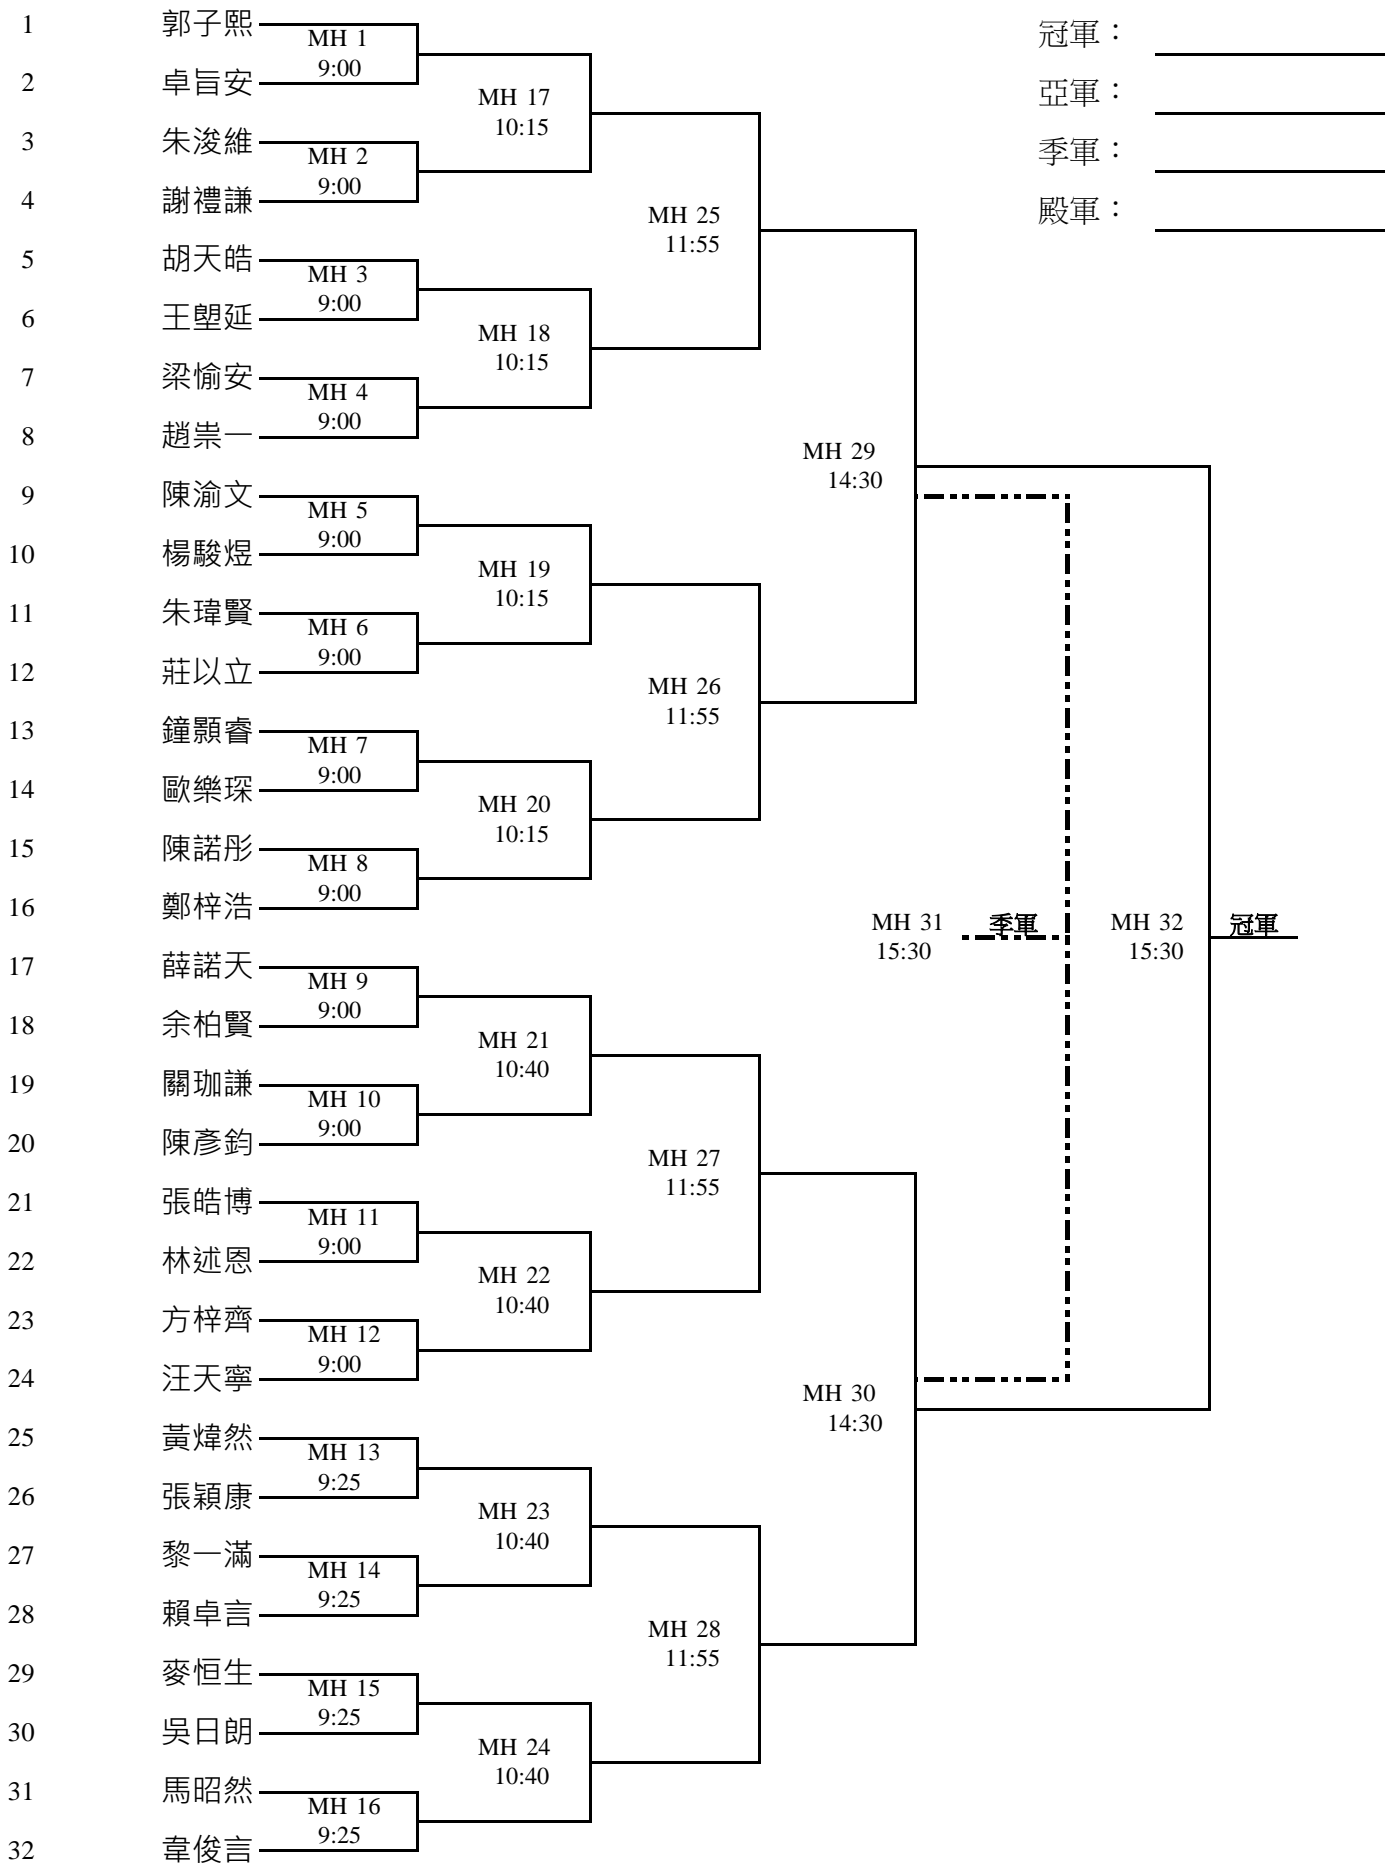 1 郭子熙
MH 1
9:00
2 卓旨安
MH 17
10:15
3 朱浚維
MH 2
9:00
4 謝禮謙
MH 25
11:55
5 胡天皓
MH 3
9:00
6 王塱延
MH 18
10:15
7 梁愉安
MH 4
9:00
8 趙祟一
MH 29
14:30
9 陳渝文
MH 5
9:00
10 楊駿煜
MH 19
10:15
11 朱瑋賢
MH 6
9:00
12 莊以立
MH 26
11:55
13 鐘顥睿
MH 7
9:00
14 歐樂琛
MH 20
10:15
15 陳諾彤
MH 8
9:00
16 鄭梓浩
MH 31 季軍
15:30
MH 32 冠軍
15:30
17 薛諾天
MH 9
9:00
18 余柏賢
MH 21
10:40
19 關珈謙
MH 10
9:00
20 陳彥鈞
MH 27
11:55
21 張皓博
MH 11
9:00
22 林述恩
MH 22
10:40
23 方梓齊
MH 12
9:00
24 汪天寧
MH 30
14:30
25 黃煒然
MH 13
9:25
26 張穎康
MH 23
10:40
27 黎一滿
MH 14
9:25
28 賴卓言
MH 28
11:55
29 麥恒生
MH 15
9:25
30 吳日朗
MH 24
10:40
31 馬昭然
MH 16
9:25
32 韋俊言
冠軍：
亞軍：
季軍：
殿軍：